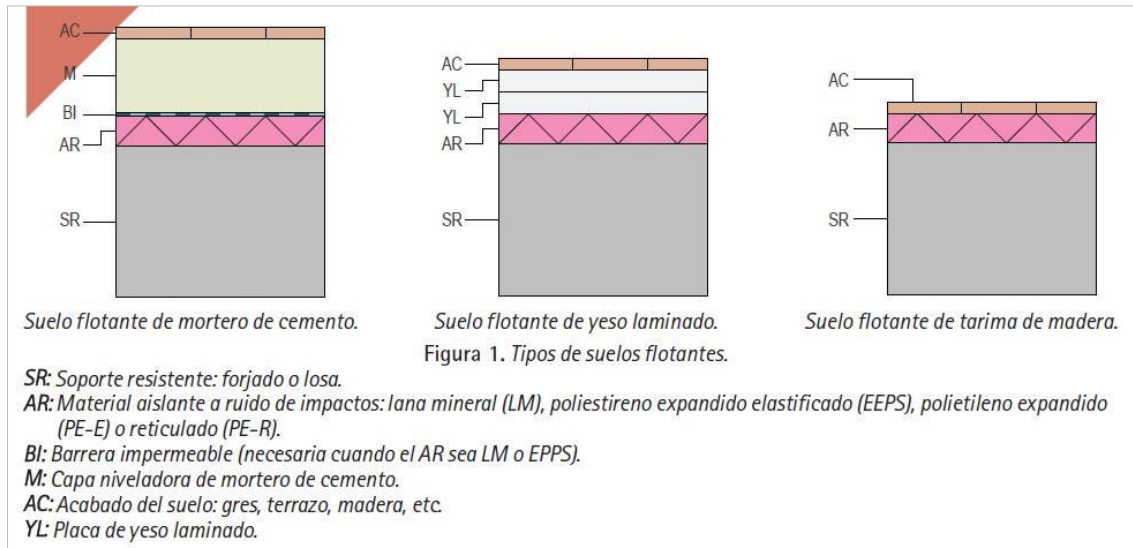 AC
M
BI
AR
SR
AC
YL
YL
AR
SR
AC
AR
SR
Suelo flotante de mortero de cemento.
Suelo flotante de yeso laminado.
Suelo flotante de tarima de madera.
Figura 1. Tipos de suelos flotantes.
SR: Soporte resistente: forjado o losa.
AR: Material aislante a ruido de impactos: lana mineral (LM), poliestireno expandido elastificado (EEPS), polietileno expandido
(PE-E) o reticulado (PE-R).
BI: Barrera impermeable (necesaria cuando el AR sea LM o EPPS).
M: Capa niveladora de mortero de cemento.
AC: Acabado del suelo: gres, terrazo, madera, etc.
YL: Placa de yeso laminado.